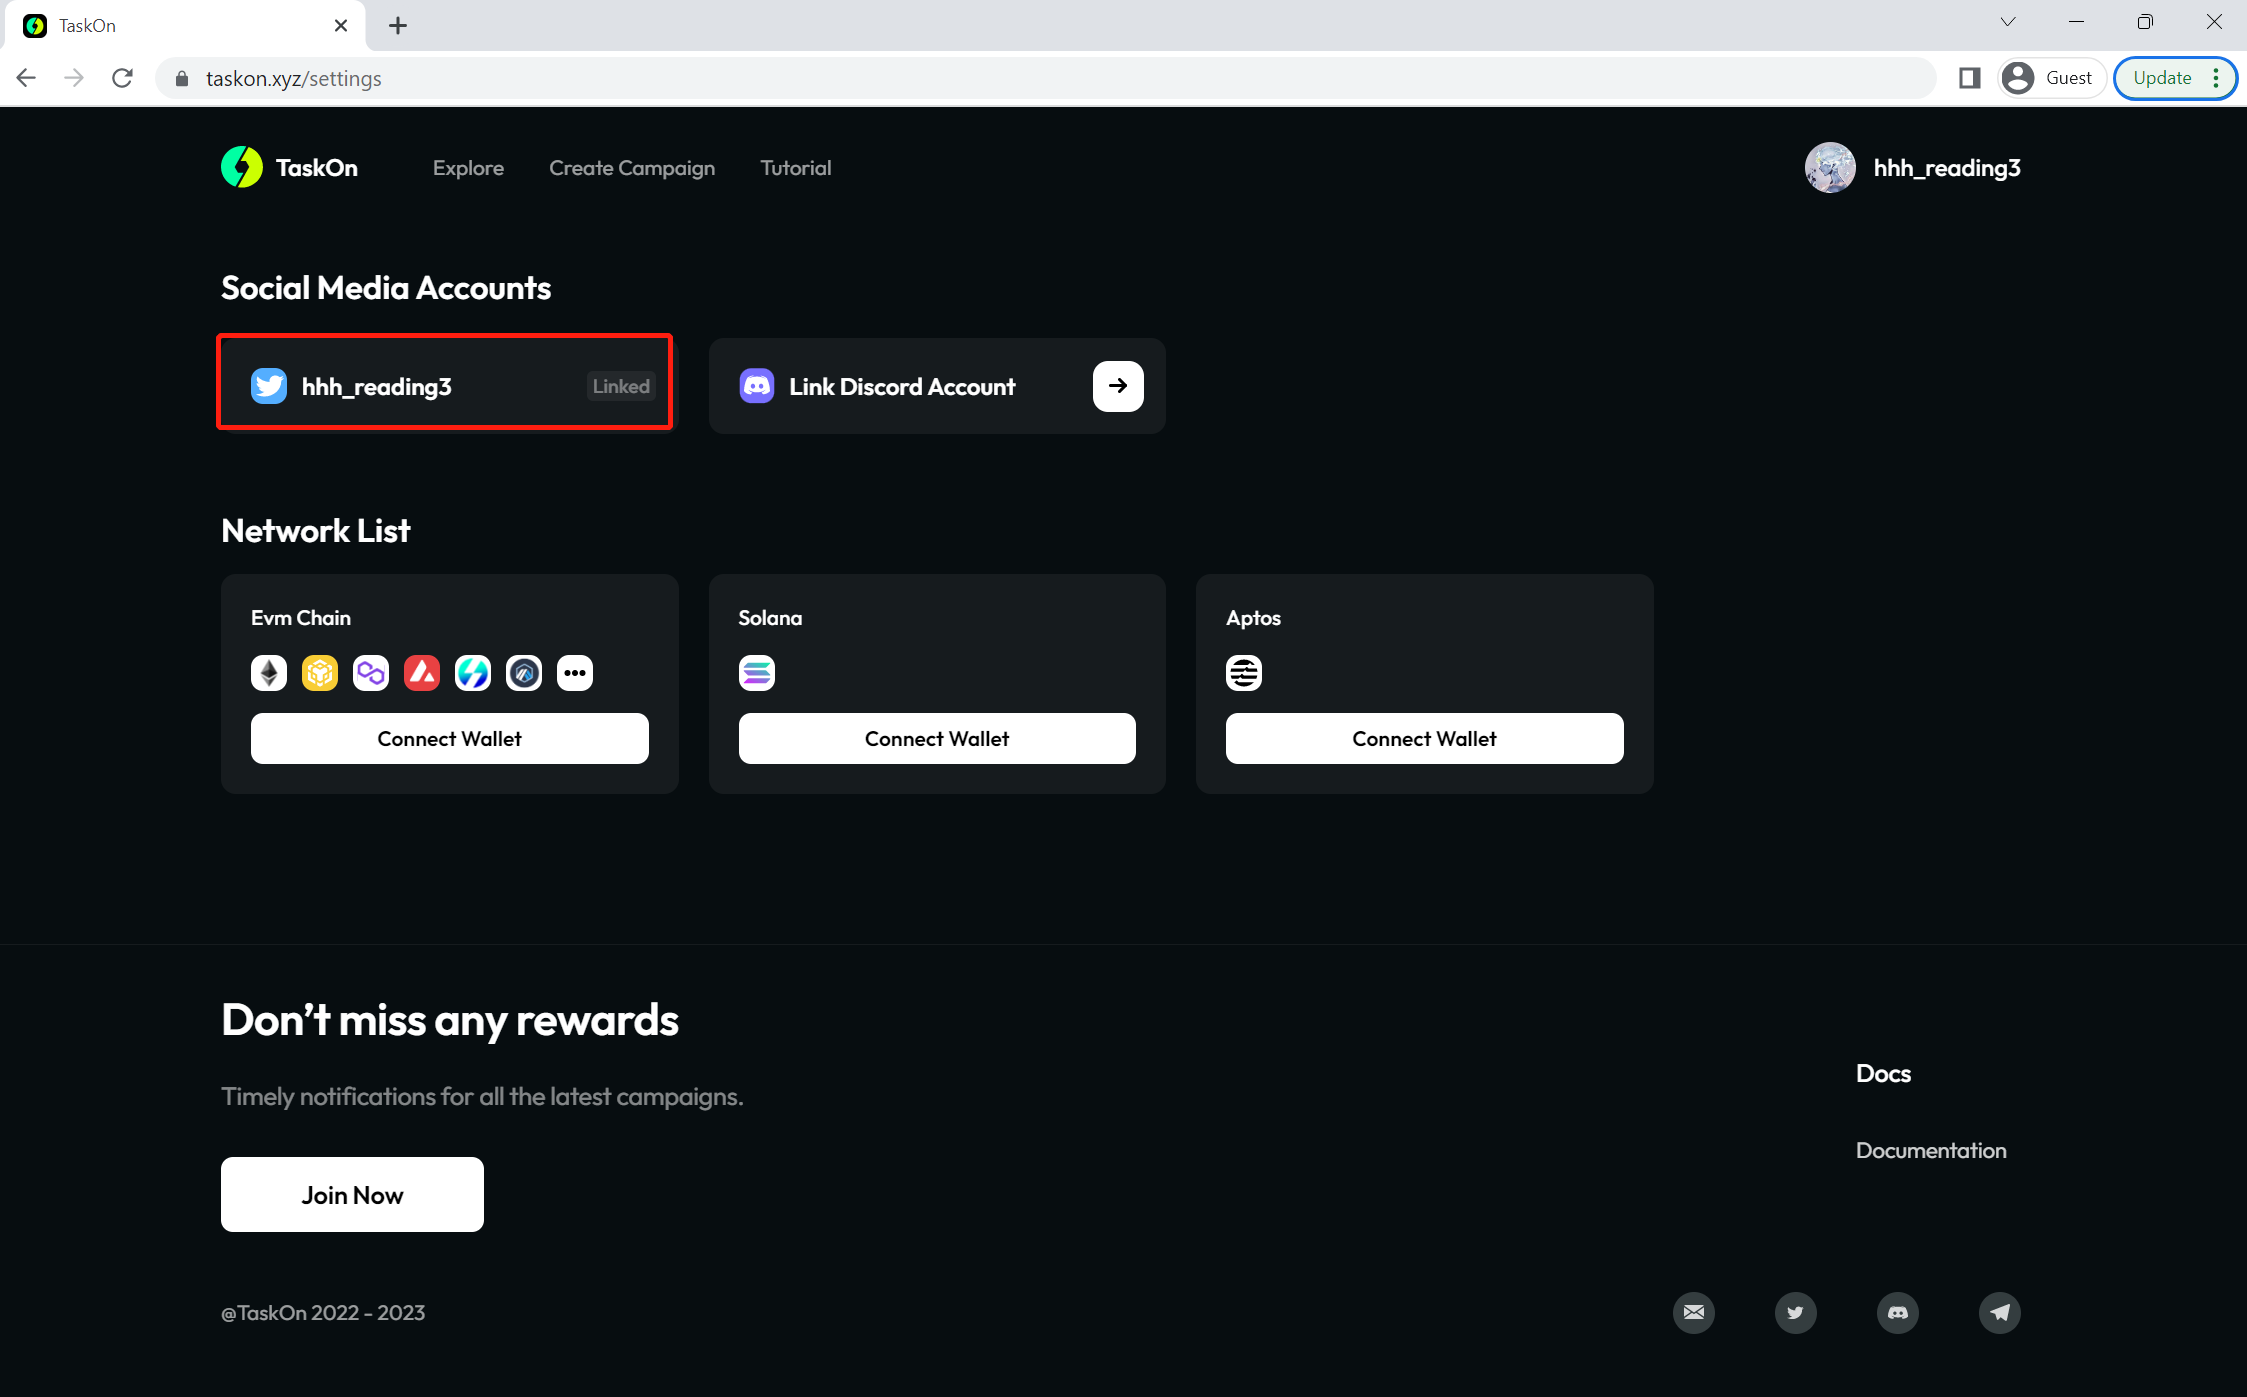 TaskOn
taskon.xyz/settings
Guest
Update
TaskOn
Explore
Create Campaign
Tutorial
hhh_reading3
Social Media Accounts
hhh_reading3
Linked
Link Discord Account
Network List
Evm Chain
Solana
Aptos
Connect Wallet
Connect Wallet
Connect Wallet
Don’t miss any rewards
Timely notifications for all the latest campaigns.
Join Now
Docs
Documentation
@TaskOn 2022 - 2023